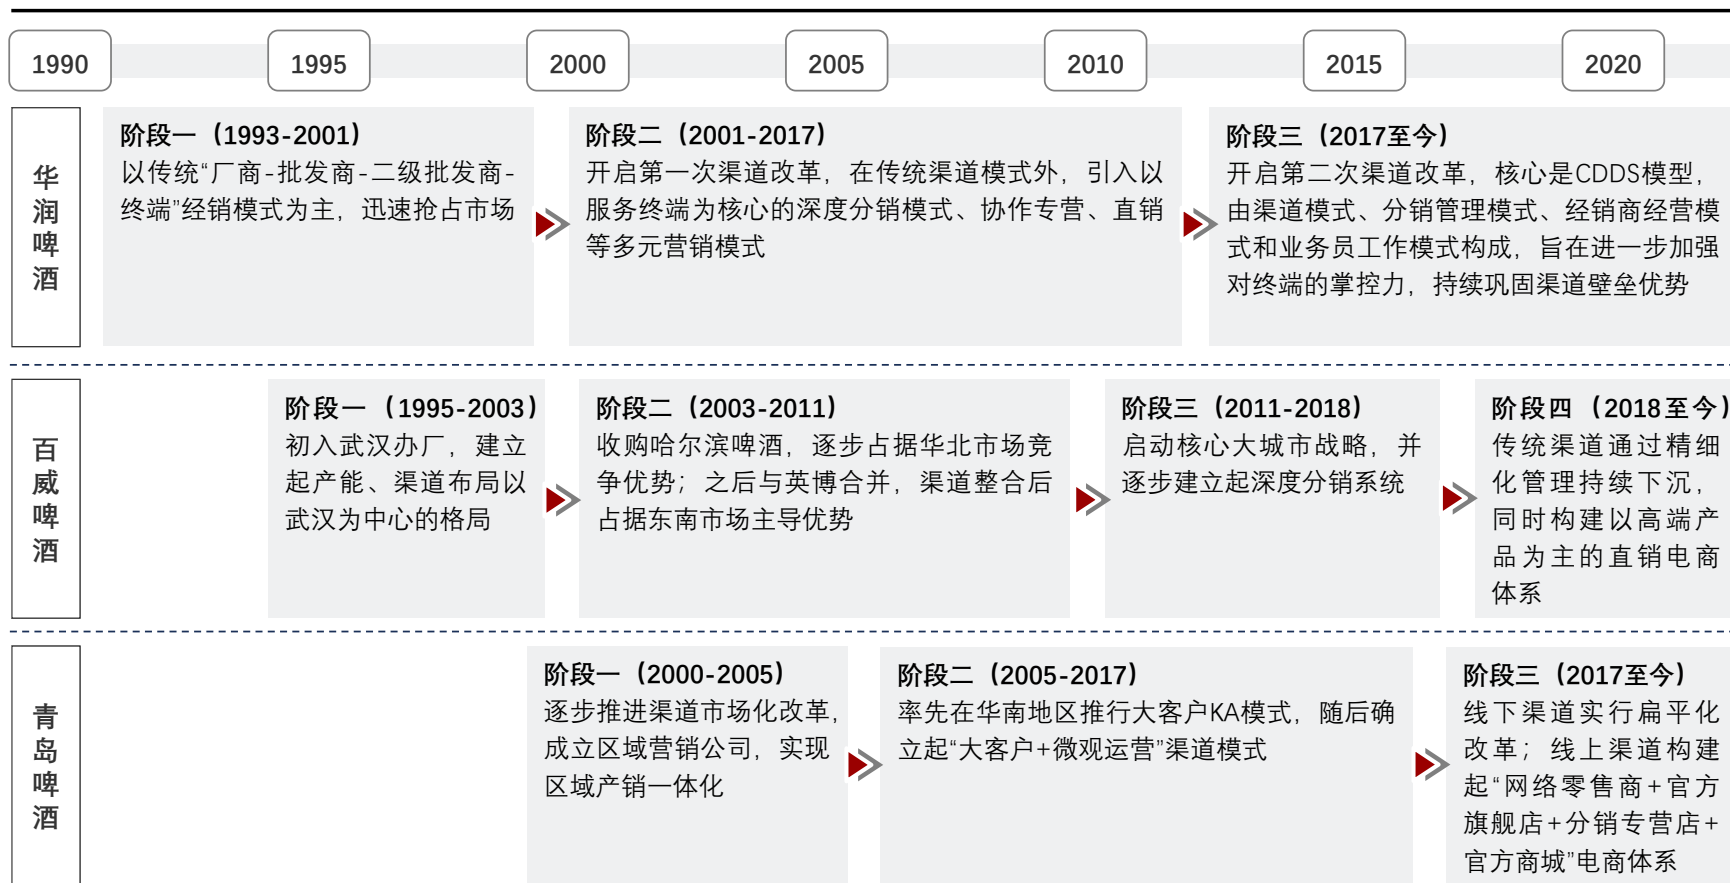 1990
1995
2000
2005
2010
2015
2020
华润啤酒
阶段一（1993-2001）
以传统“厂商-批发商-二级批发商-
终端”经销模式为主，迅速抢占市场
阶段二（2001-2017）
开启第一次渠道改革，在传统渠道模式外，引入以
服务终端为核心的深度分销模式、协作专营、直销
等多元营销模式
阶段三（2017至今）
开启第二次渠道改革，核心是CDDS模型，
由渠道模式、分销管理模式、经销商经营模
式和业务员工作模式构成，旨在进一步加强
对终端的掌控力，持续巩固渠道壁垒优势
百威啤酒
阶段一（1995-2003）
初入武汉办厂，建立
起产能、渠道布局以
武汉为中心的格局
阶段二（2003-2011）
收购哈尔滨啤酒，逐步占据华北市场竞
争优势；之后与英博合并，渠道整合后
占据东南市场主导优势
阶段三（2011-2018）
启动核心大城市战略，并
逐步建立起深度分销系统
阶段四（2018至今）
传统渠道通过精细
化管理持续下沉，
同时构建以高端产
品为主的直销电商
体系
青岛啤酒
阶段一（2000-2005）
逐步推进渠道市场化改革，
成立区域营销公司，实现
区域产销一体化
阶段二（2005-2017）
率先在华南地区推行大客户KA模式，随后确
立起“大客户+微观运营”渠道模式
阶段三（2017至今）
线下渠道实行扁平化
改革；线上渠道构建
起“网络零售商+官方
旗舰店+分销专营店+
官方商城”电商体系